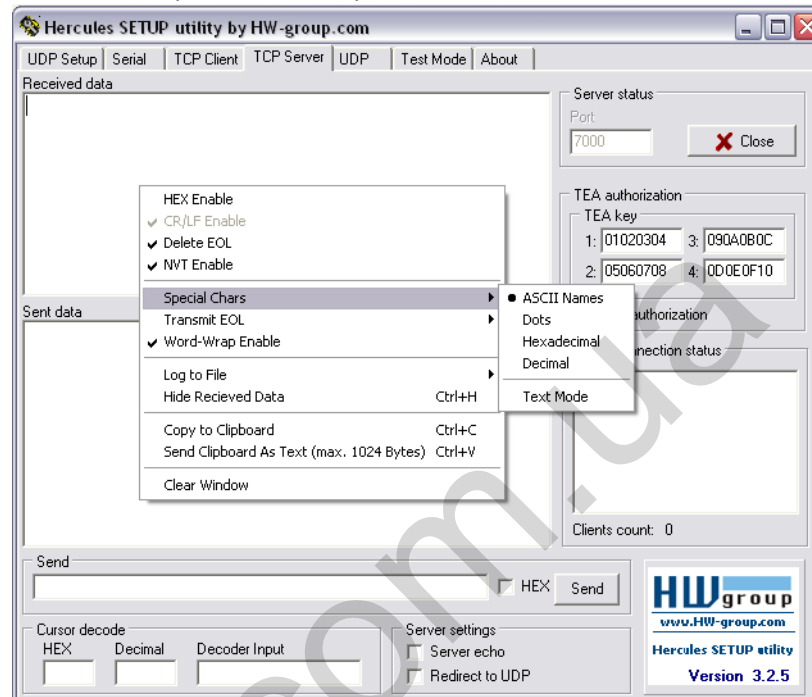 Hercules SETUP utility by HW-group.com
UDP Setup Serial TCP Client TCP Server UDP Test Mode About
Received data
Server status
Port
7000 Close
TEA authorization
TEA key
1: 01020304 3: 090A0B0C
2: 05060708 4: 0D0E0F10
authorization
HEX Enable
CR/LF Enable
Delete EOL
NVT Enable
Special Chars
Transmit EOL
Word-Wrap Enable
Log to File
Hide Recieved Data Ctrl+H
Copy to Clipboard Ctrl+C
Send Clipboard As Text (max. 1024 Bytes) Ctrl+V
Clear Window
ASCII Names
Dots
Hexadecimal
Decimal
Text Mode
Sent data
nnection status
Clients count: 0
Send
HEX Send
HW group
www.HW-group.com
Hercules SETUP utility
Version 3.2.5
Cursor decode
HEX Decimal Decoder Input
Server settings
Server echo
Redirect to UDP
com.ua